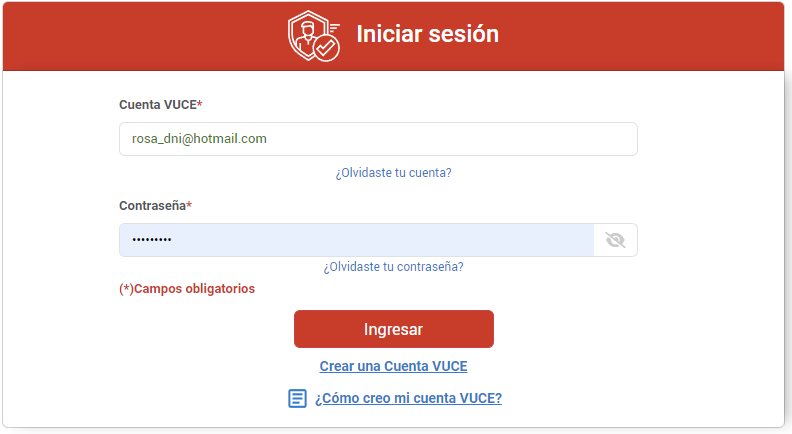 Iniciar sesión
Cuenta VUCE*
rosa_dni@hotmail.com
¿Olvidaste tu cuenta?
Contraseña*
•••••••••
¿Olvidaste tu contraseña?
(*)Campos obligatorios
Ingresar
Crear una Cuenta VUCE
¿Cómo creo mi cuenta VUCE?